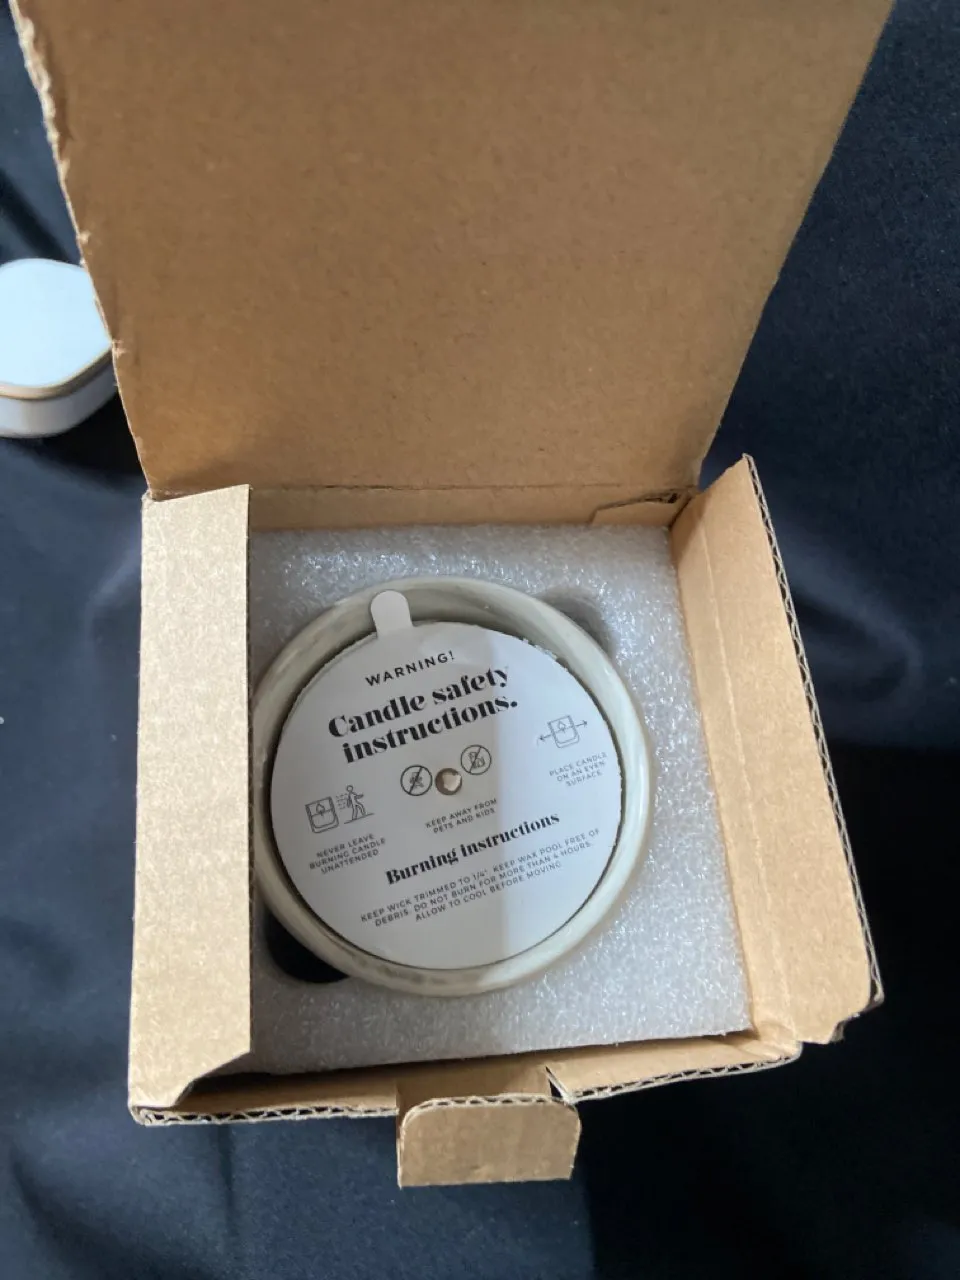 WARNING!
Candle safety
instructions.
PLACE CANDLE
ON AN EVEN
SURFACE
KEEP AWAY FROM
PETS AND KIDS
NEVER LEAVE
BURNING CANDLE
UNATTENDED
Burning instructions
KEEP WICK TRIMMED TO 1/4". KEEP WAX POOL FREE OF
DEBRIS. DO NOT BURN FOR MORE THAN 4 HOURS.
ALLOW TO COOL BEFORE MOVING